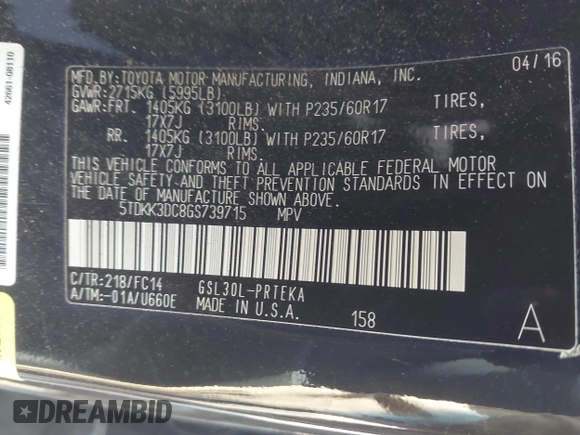 42661-08110
MFD.BY:TOYOTA MOTOR MANUFACTURING, INDIANA, INC. 04/16
GVWR:2715KG (5995LB)
GAWR:FRT. 1405KG (3100LB) WITH P235/60R17 TIRES,
17X7J RIMS.
RR. 1405KG (3100LB) WITH P235/60R17 TIRES,
17X7J RIMS.
THIS VEHICLE CONFORMS TO ALL APPLICABLE FEDERAL MOTOR
VEHICLE SAFETY AND THEFT PREVENTION STANDARDS IN EFFECT ON
THE DATE OF MANUFACTURE SHOWN ABOVE.
5TDKK3DC8GS739715 MPV
C/TR:218/FC14 GSL30L-PRTEKA
A/TM:-01A/U660E MADE IN U.S.A. 158 A
DREAMBID